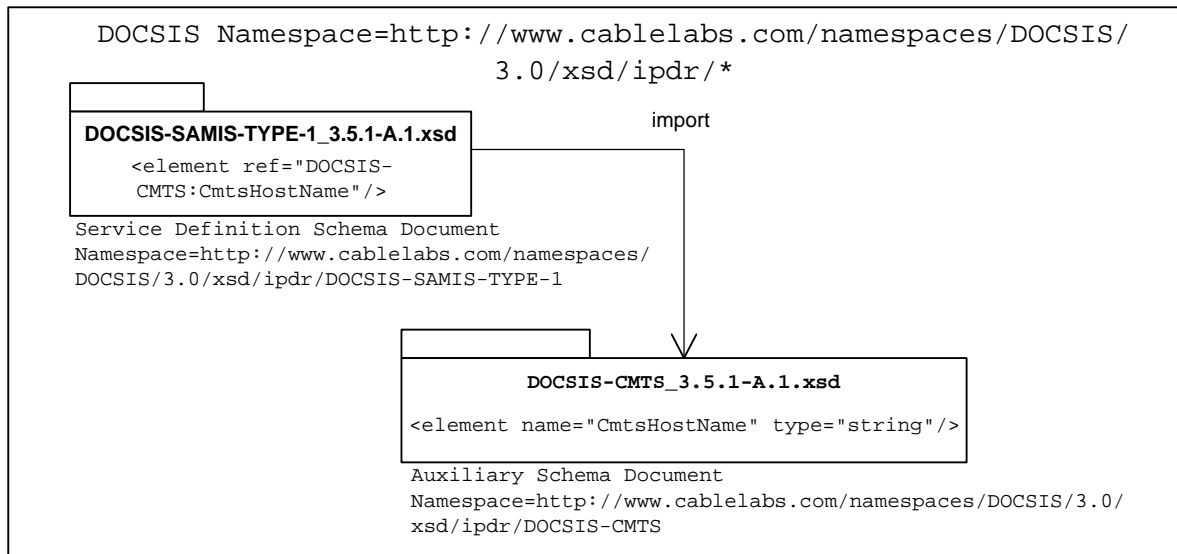 DOCSIS Namespace=http://www.cablelabs.com/namespaces/DOCSIS/
3.0/xsd/ipdr/*
import
DOCSIS-SAMIS-TYPE-1_3.5.1-A.1.xsd
<element ref="DOCSIS-
CMTS:CmtsHostName"/>
Service Definition Schema Document
Namespace=http://www.cablelabs.com/namespaces/
DOCSIS/3.0/xsd/ipdr/DOCSIS-SAMIS-TYPE-1
DOCSIS-CMTS_3.5.1-A.1.xsd
<element name="CmtsHostName" type="string"/>
Auxiliary Schema Document
Namespace=http://www.cablelabs.com/namespaces/DOCSIS/3.0/
xsd/ipdr/DOCSIS-CMTS